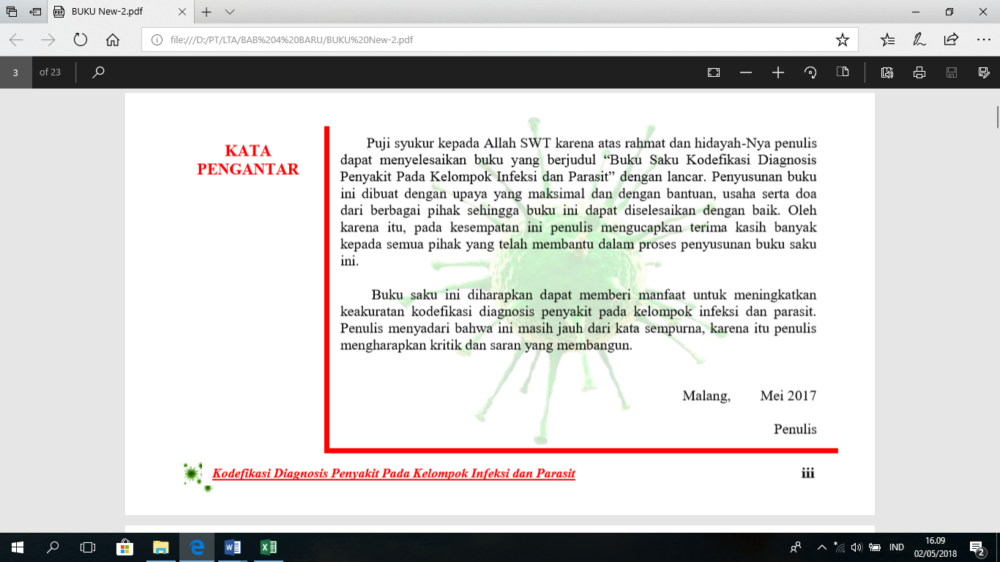 BUKU New-2.pdf
file:///D:/PT/LTA/BAB%204%20BARU/BUKU%20New-2.pdf
3 of 23
KATA
PENGANTAR
Puji syukur kepada Allah SWT karena atas rahmat dan hidayah-Nya penulis
dapat menyelesaikan buku yang berjudul “Buku Saku Kodefikasi Diagnosis
Penyakit Pada Kelompok Infeksi dan Parasit” dengan lancar. Penyusunan buku
ini dibuat dengan upaya yang maksimal dan dengan bantuan, usaha serta doa
dari berbagai pihak sehingga buku ini dapat diselesaikan dengan baik. Oleh
karena itu, pada kesempatan ini penulis mengucapkan terima kasih banyak
kepada semua pihak yang telah membantu dalam proses penyusunan buku saku
ini.
Buku saku ini diharapkan dapat memberi manfaat untuk meningkatkan
keakuratan kodefikasi diagnosis penyakit pada kelompok infeksi dan parasit.
Penulis menyadari bahwa ini masih jauh dari kata sempurna, karena itu penulis
mengharapkan kritik dan saran yang membangun.
Malang, Mei 2017
Penulis
Kodefikasi Diagnosis Penyakit Pada Kelompok Infeksi dan Parasit iii
IND
16.09
02/05/2018
2